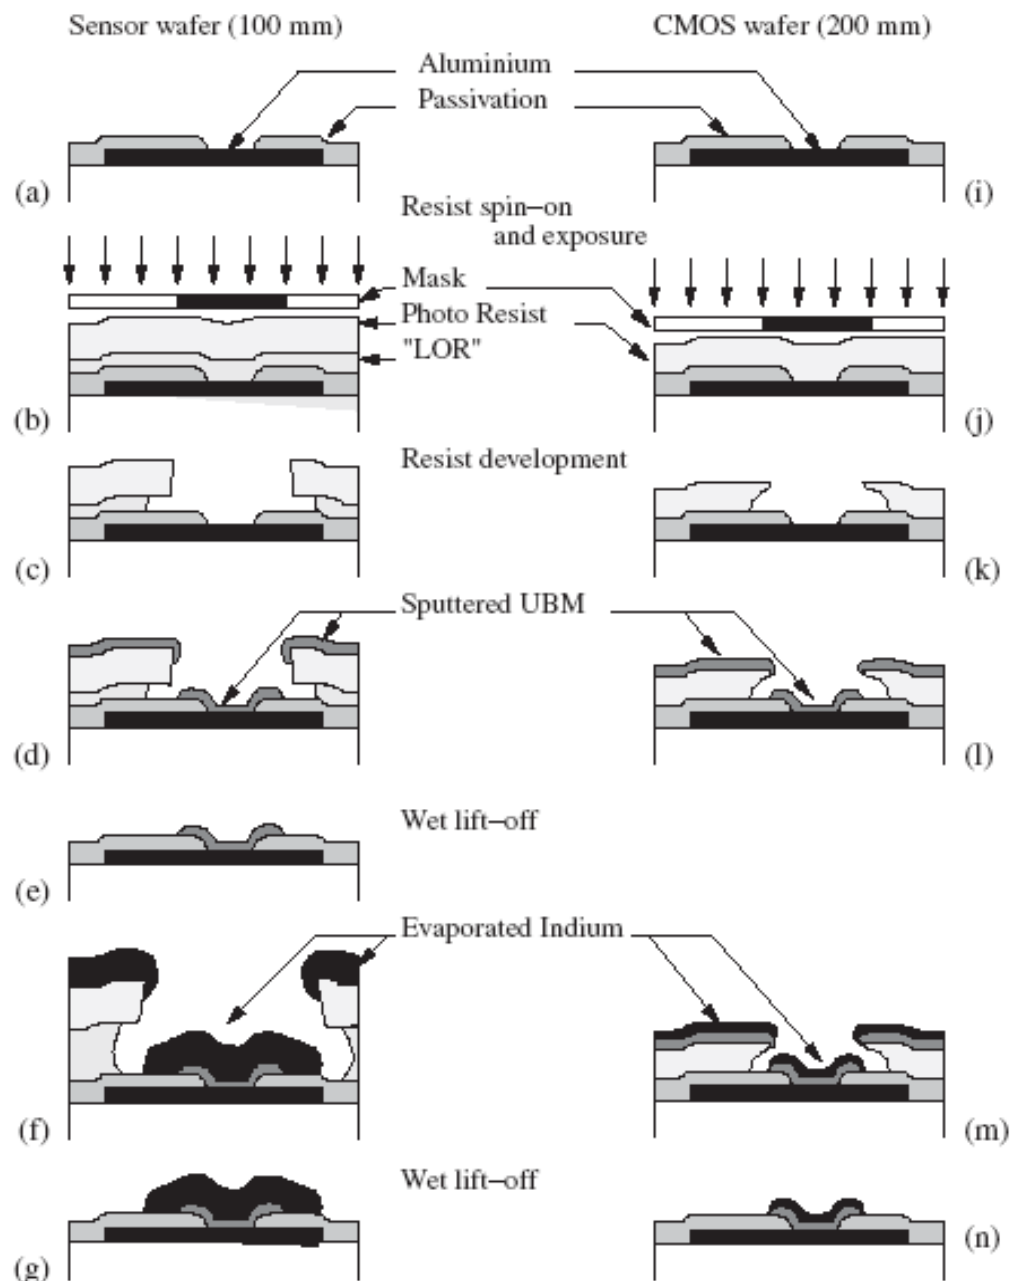 Sensor wafer (100 mm)
CMOS wafer (200 mm)
Aluminium
Passivation
(a)
(i)
Resist spin–on
and exposure
Mask
Photo Resist
"LOR"
(b)
(j)
Resist development
(c)
(k)
Sputtered UBM
(d)
(l)
Wet lift–off
(e)
Evaporated Indium
(f)
(m)
Wet lift–off
(g)
(n)